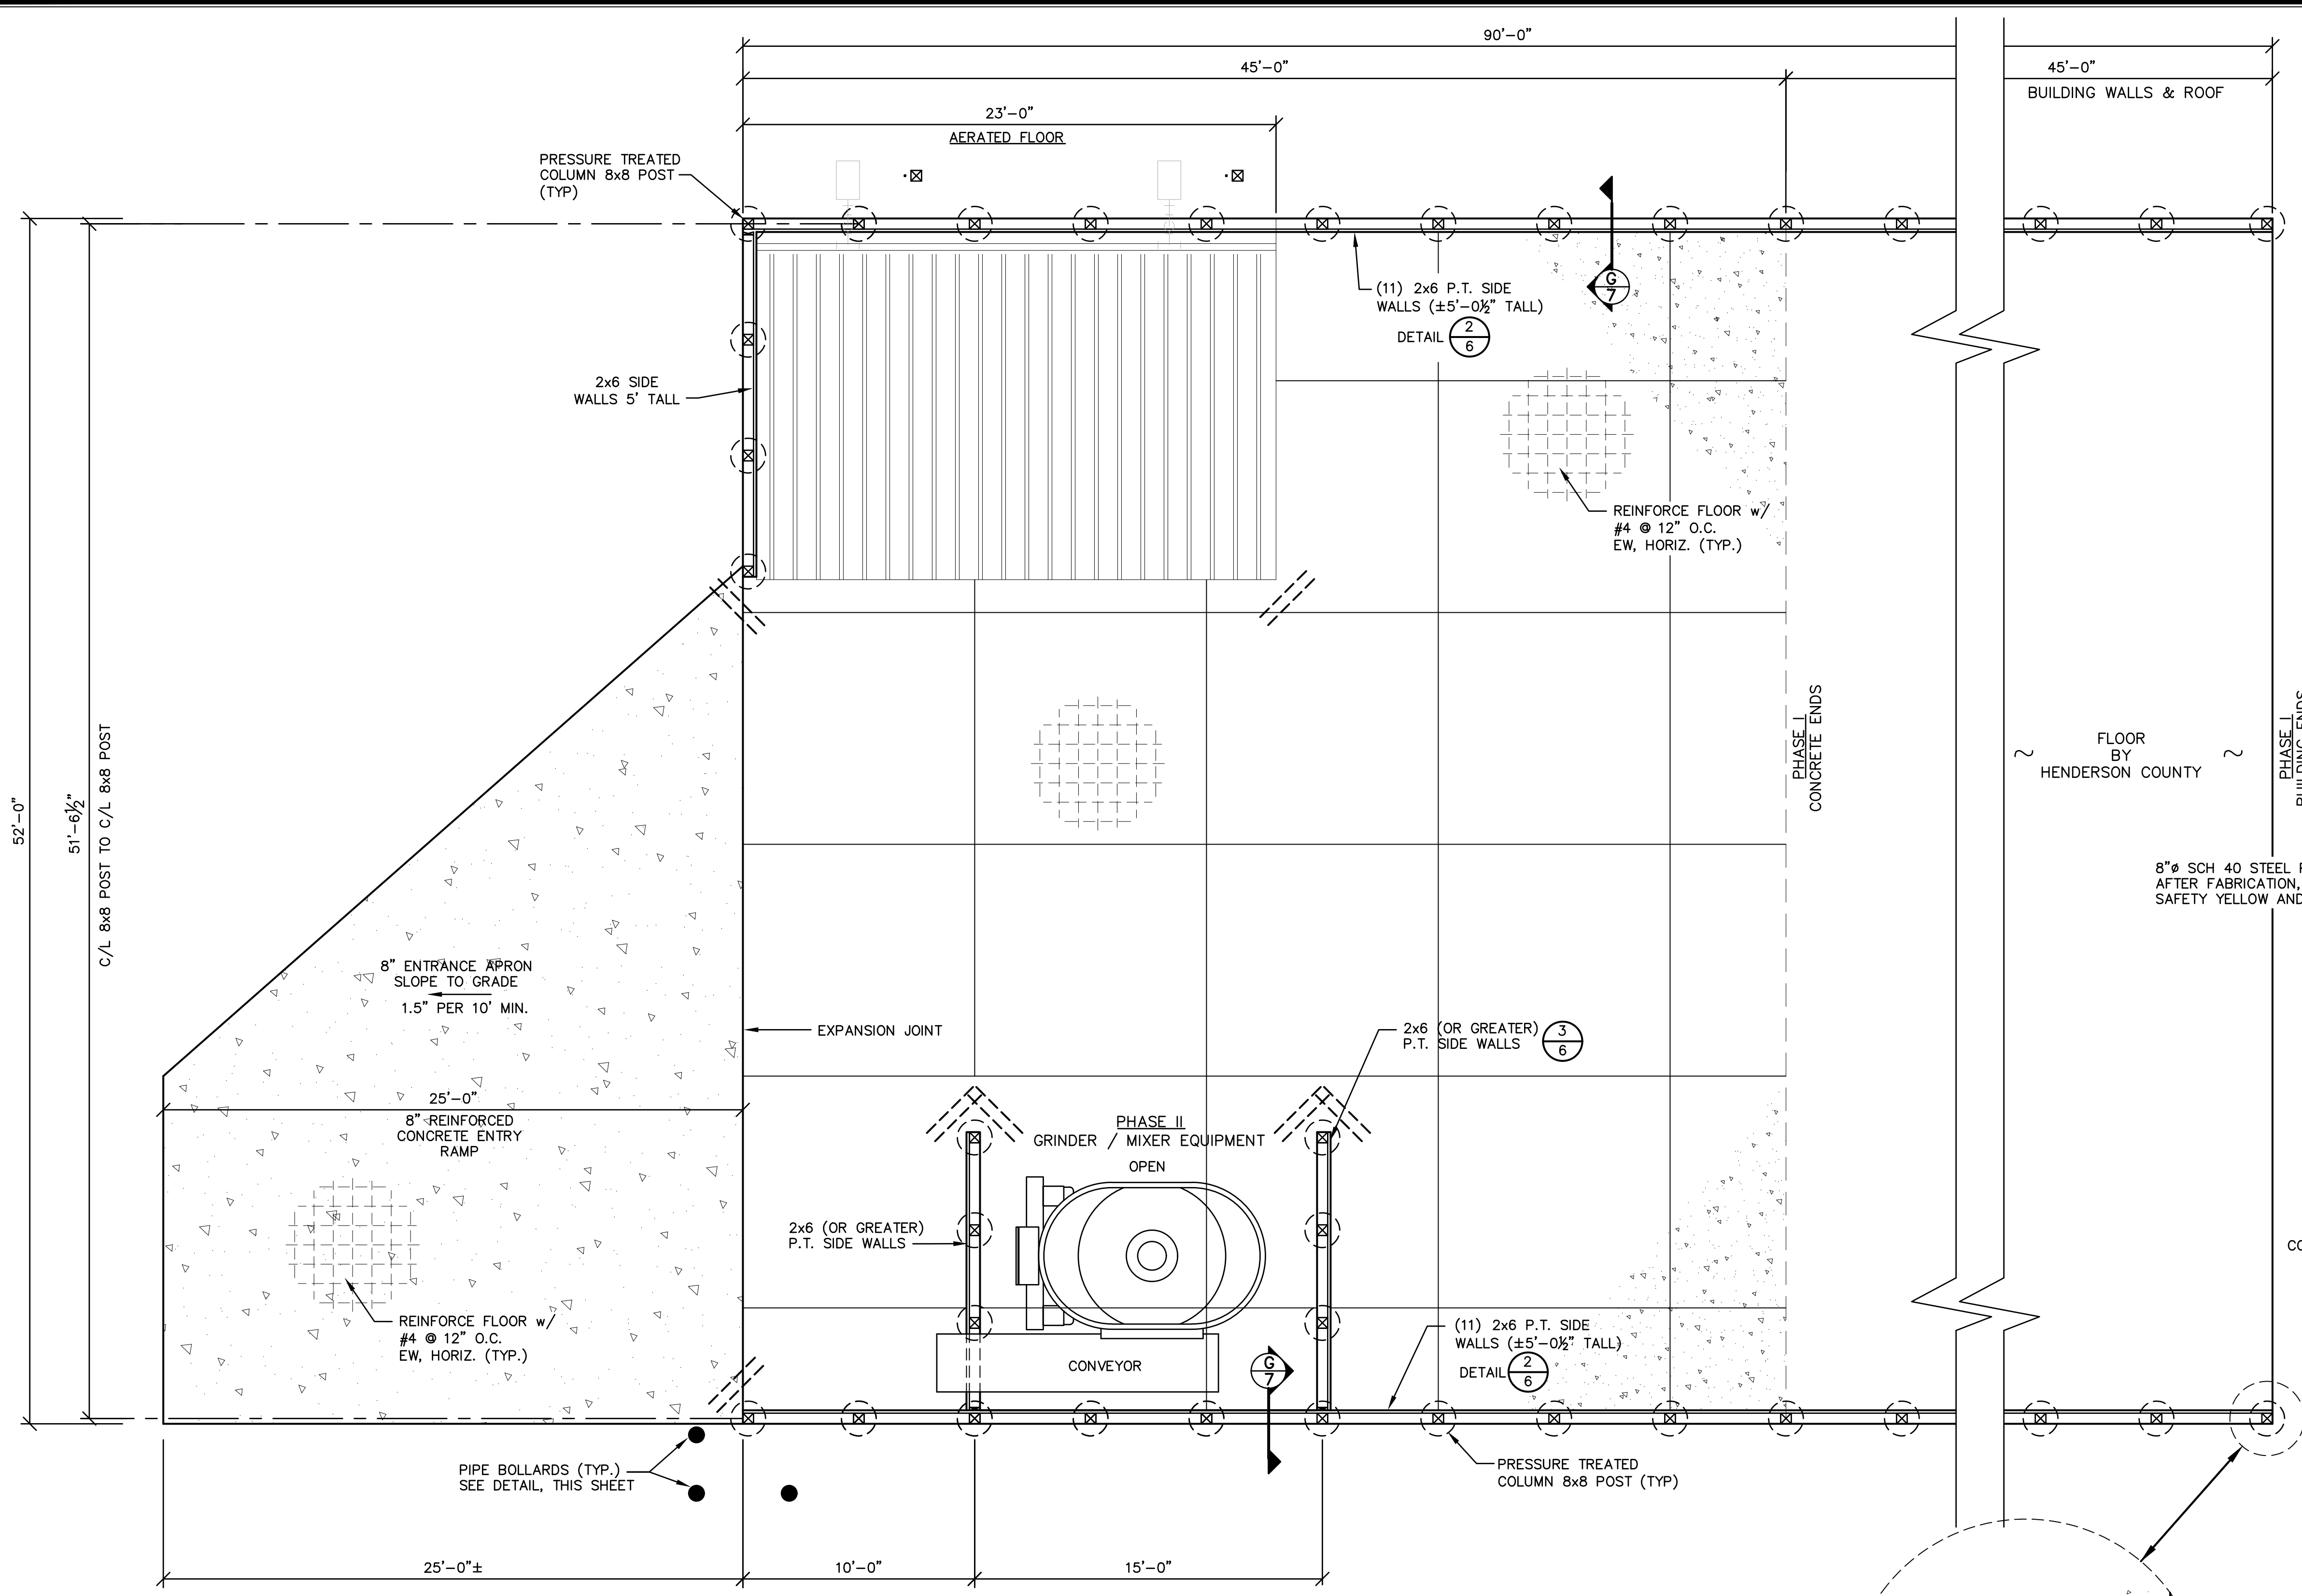 90'-0"
45'-0"
45'-0"
BUILDING WALLS & ROOF
23'-0"
AERATED FLOOR
PRESSURE TREATED
COLUMN 8x8 POST
(TYP)
(11) 2x6 P.T. SIDE
WALLS (±5'-0½" TALL)
DETAIL 2
6
G
7
2x6 SIDE
WALLS 5' TALL
REINFORCE FLOOR w/
#4 @ 12" O.C.
EW, HORIZ. (TYP.)
52'-0"
51'-6½"
C/L 8x8 POST TO C/L 8x8 POST
PHASE I
CONCRETE ENDS
FLOOR
BY
HENDERSON COUNTY
~
~
PHASE I
BUILDING ENDS
8"ø SCH 40 STEEL
AFTER FABRICATION,
SAFETY YELLOW AND
8" ENTRANCE APRON
SLOPE TO GRADE
1.5" PER 10' MIN.
EXPANSION JOINT
2x6 (OR GREATER)
P.T. SIDE WALLS
3
6
25'-0"
8" REINFORCED
CONCRETE ENTRY
RAMP
PHASE II
GRINDER / MIXER EQUIPMENT
OPEN
2x6 (OR GREATER)
P.T. SIDE WALLS
REINFORCE FLOOR w/
#4 @ 12" O.C.
EW, HORIZ. (TYP.)
CONVEYOR
G
7
(11) 2x6 P.T. SIDE
WALLS (±5'-0½" TALL)
DETAIL 2
6
PIPE BOLLARDS (TYP.)
SEE DETAIL, THIS SHEET
PRESSURE TREATED
COLUMN 8x8 POST (TYP)
25'-0"±
10'-0"
15'-0"